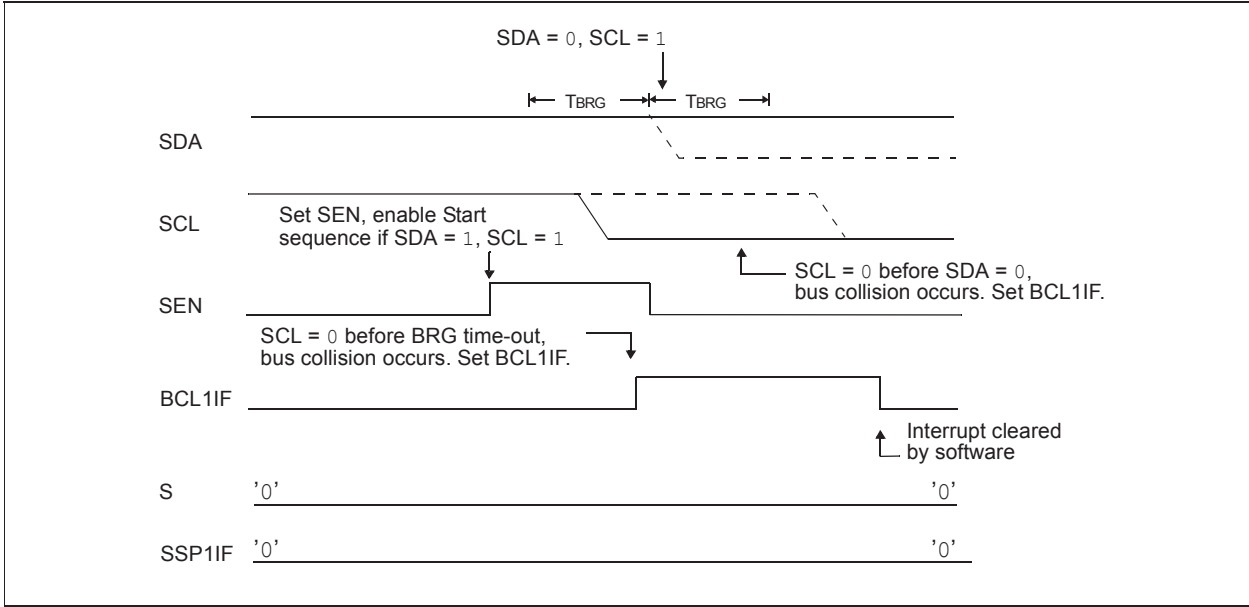 SDA = 0, SCL = 1
TBRG TBRG
SDA
SCL
Set SEN, enable Start
sequence if SDA = 1, SCL = 1
SCL = 0 before SDA = 0,
bus collision occurs. Set BCL1IF.
SEN
SCL = 0 before BRG time-out,
bus collision occurs. Set BCL1IF.
BCL1IF
Interrupt cleared
by software
S '0' '0'
SSP1IF '0' '0'